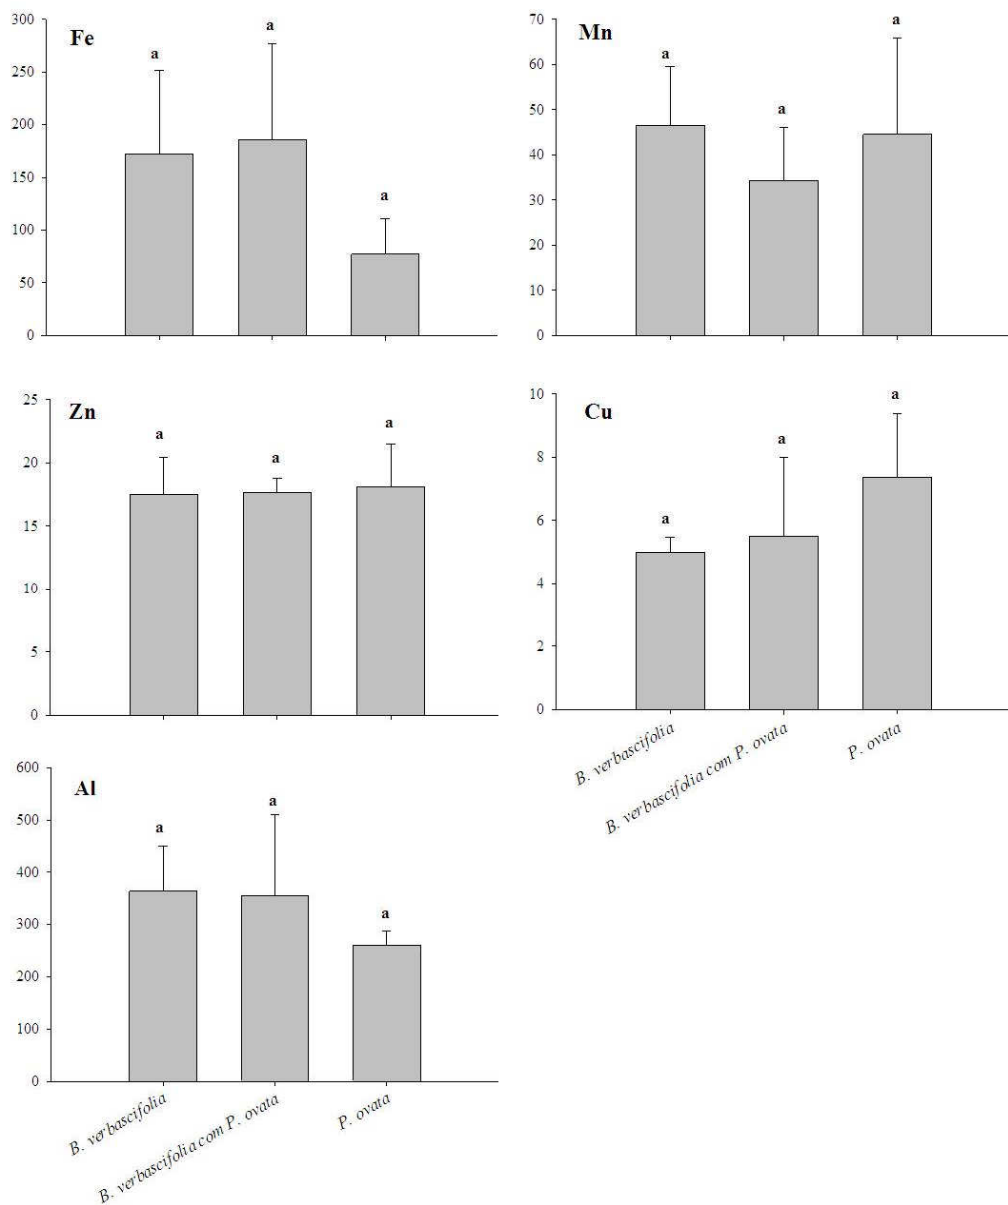 Fe
300
250
200
150
100
50
0
a a a
Mn
70
60
50
40
30
20
10
0
a a a
Zn
25
20
15
10
5
0
a a a
Cu
10
8
6
4
2
0
a a a
B. verbascifolia
B. verbascifolia com P. ovata
P. ovata
Al
600
500
400
300
200
100
0
a a a
B. verbascifolia
B. verbascifolia com P. ovata
P. ovata